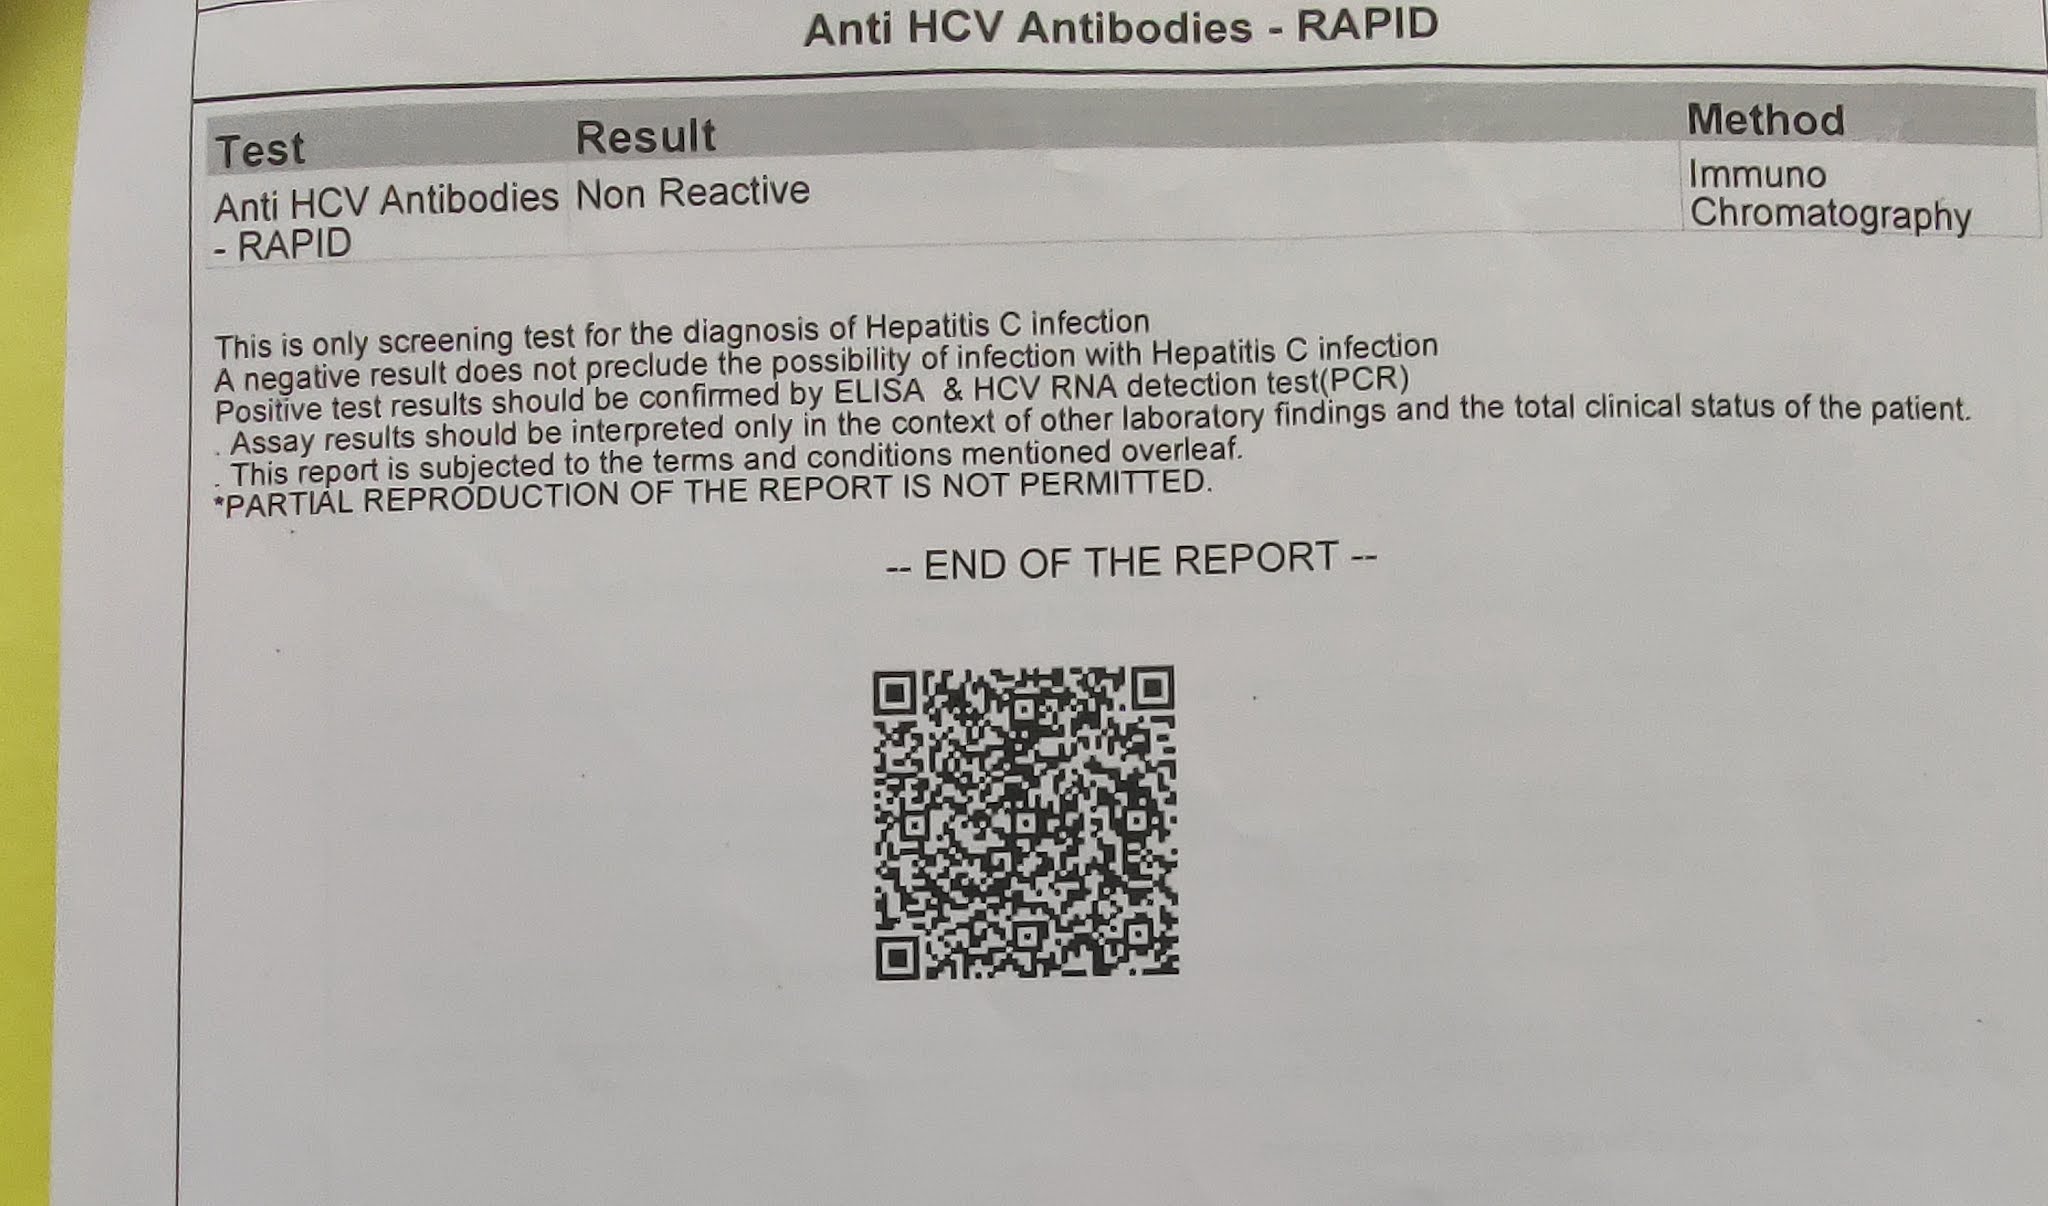 Anti HCV Antibodies - RAPID
Test Result Method
Anti HCV Antibodies Non Reactive Immuno
- RAPID Chromatography
This is only screening test for the diagnosis of Hepatitis C infection
A negative result does not preclude the possibility of infection with Hepatitis C infection
Positive test results should be confirmed by ELISA & HCV RNA detection test(PCR)
. Assay results should be interpreted only in the context of other laboratory findings and the total clinical status of the patient.
. This report is subjected to the terms and conditions mentioned overleaf.
*PARTIAL REPRODUCTION OF THE REPORT IS NOT PERMITTED.
-- END OF THE REPORT --